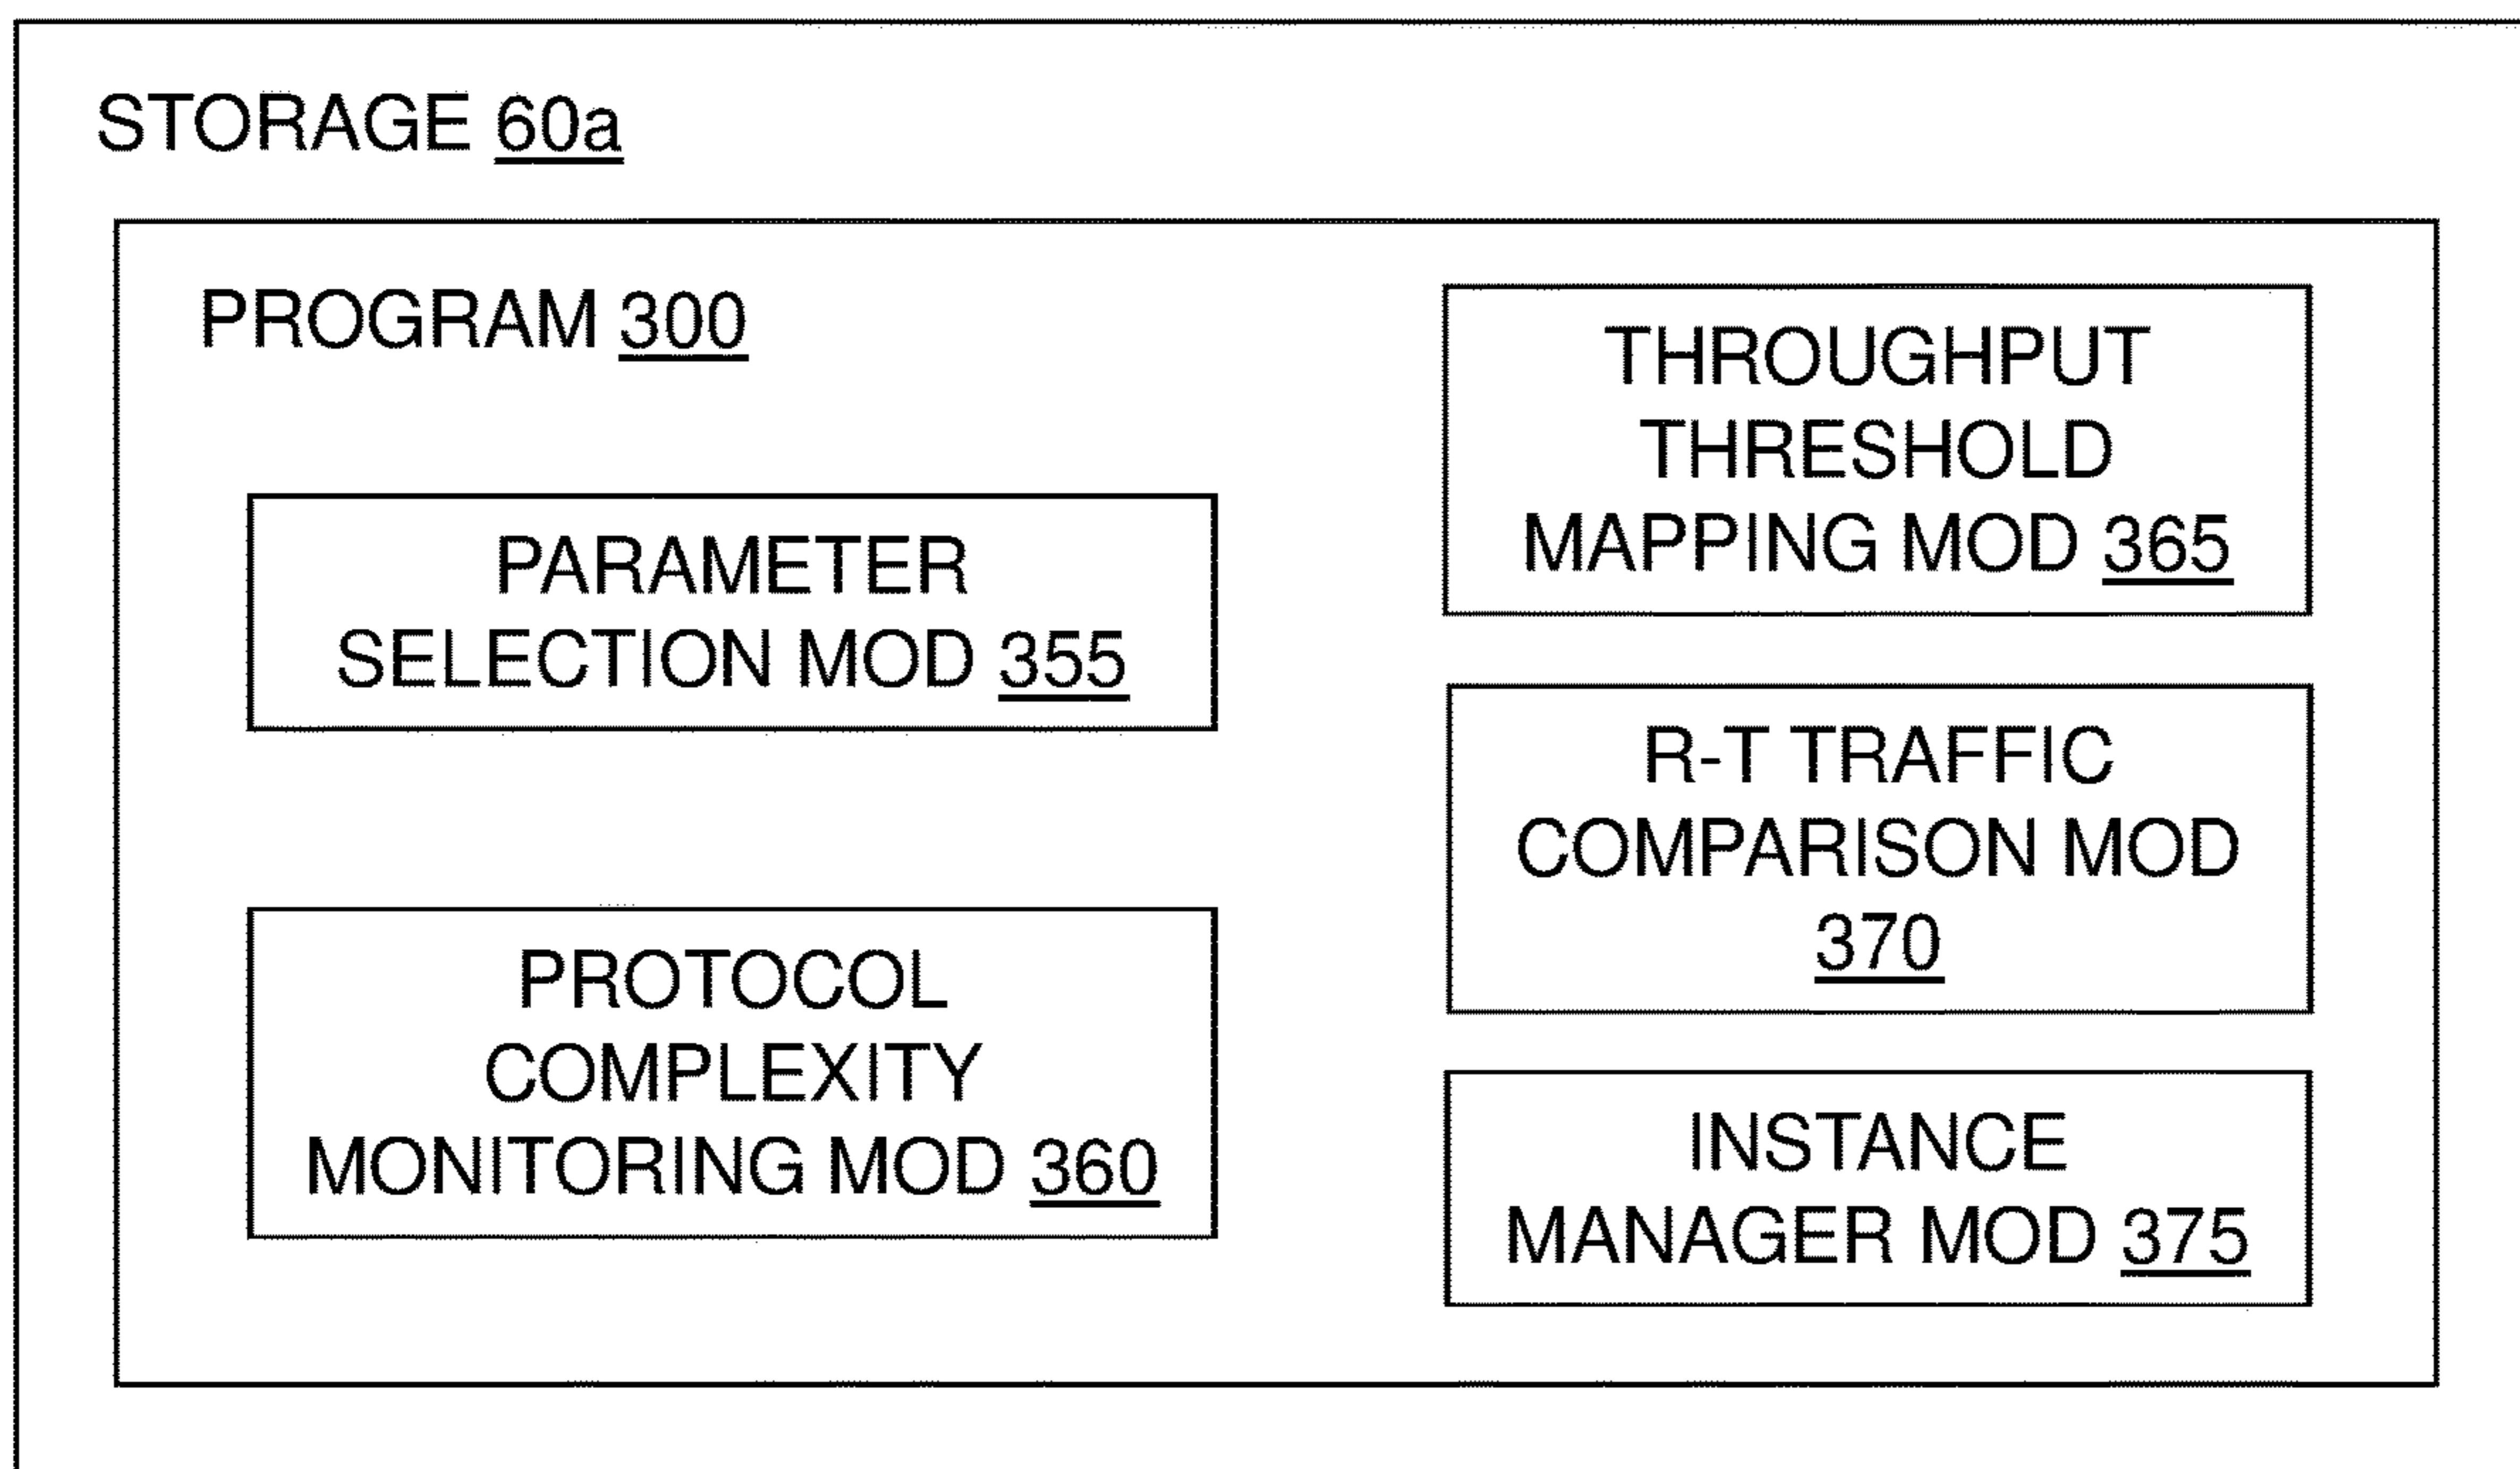 STORAGE 60a
PROGRAM 300
PARAMETER
SELECTION MOD 355
PROTOCOL
COMPLEXITY
MONITORING MOD 360
THROUGHPUT
THRESHOLD
MAPPING MOD 365
R-T TRAFFIC
COMPARISON MOD
370
INSTANCE
MANAGER MOD 375